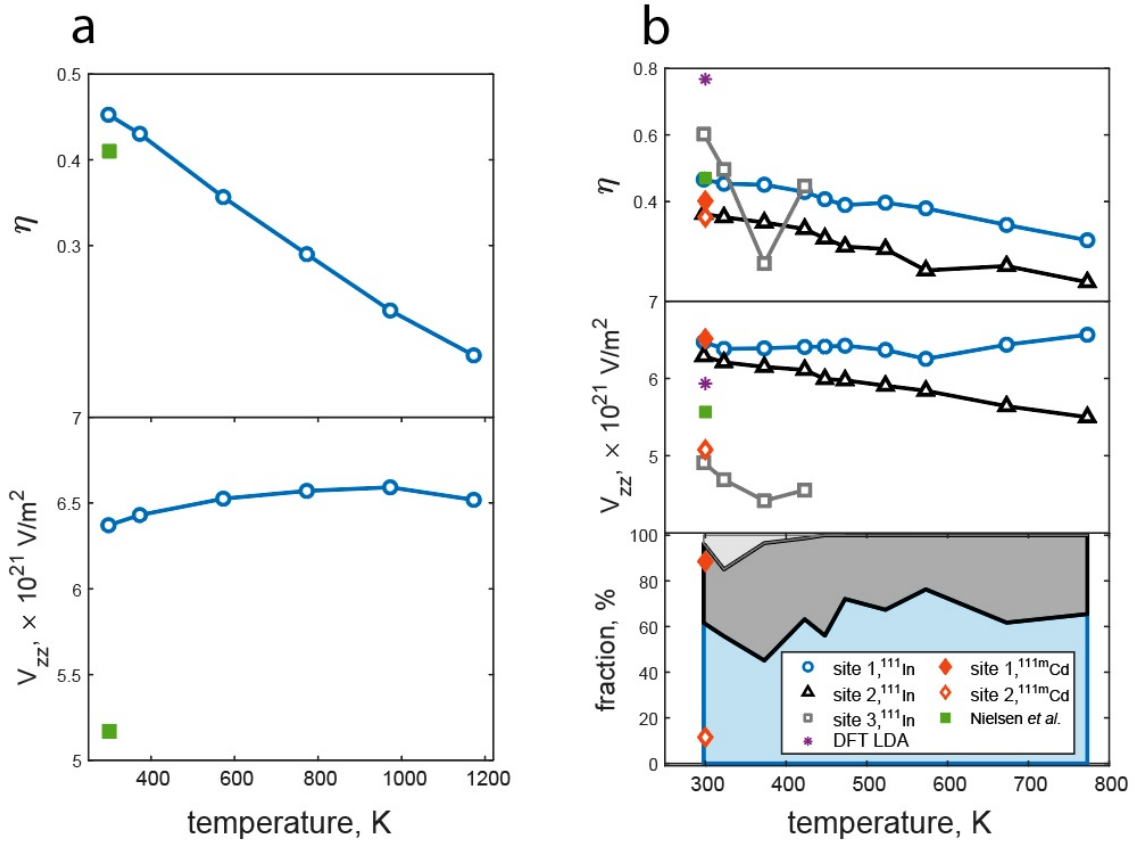 a
0.5
0.4
0.3
η
7
6.5
6
5.5
5
V_zz, × 10^21 V/m^2
400 600 800 1000 1200
temperature, K
b
0.8
0.6
0.4
η
7
6
5
V_zz, × 10^21 V/m^2
100
80
60
40
20
0
fraction, %
site 1,^111In
site 2,^111In
site 3,^111In
DFT LDA
site 1,^111mCd
site 2,^111mCd
Nielsen et al.
300 400 500 600 700 800
temperature, K